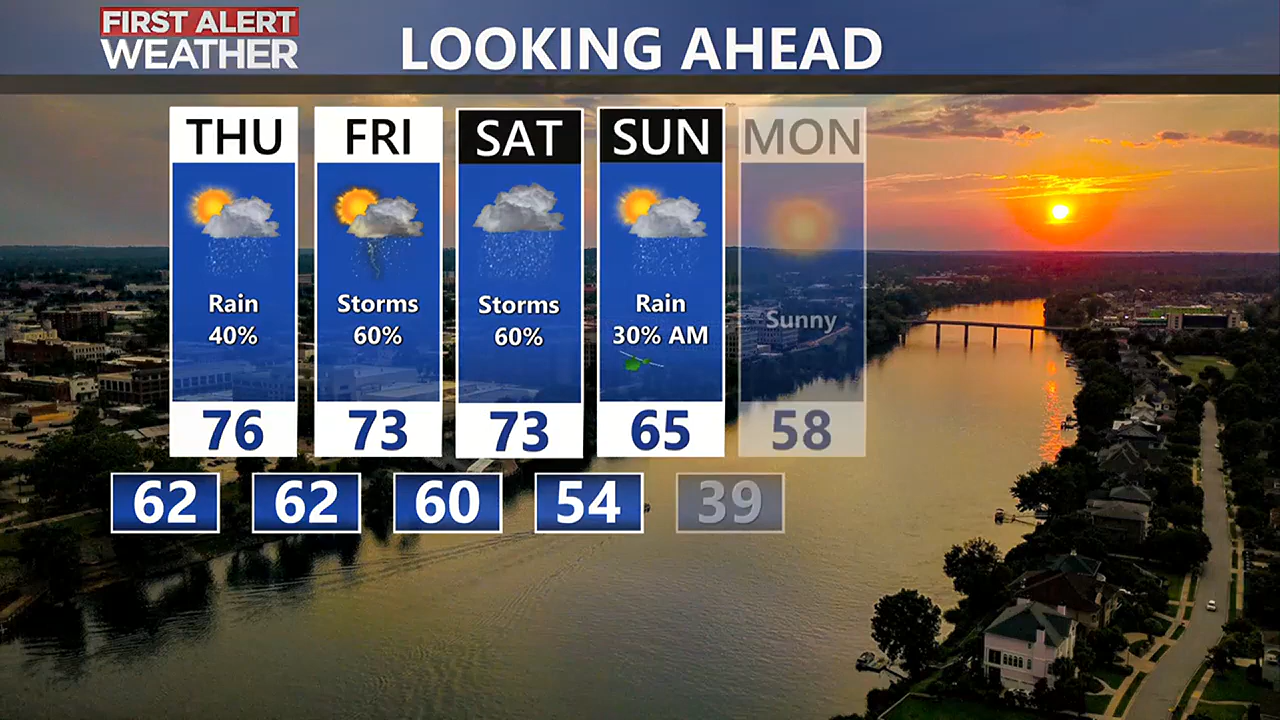 FIRST ALERT
WEATHER
LOOKING AHEAD
THU
FRI
SAT
SUN
MON
Rain
40%
Storms
60%
Storms
60%
Rain
30% AM
Sunny
76
73
73
65
58
62
62
60
54
39